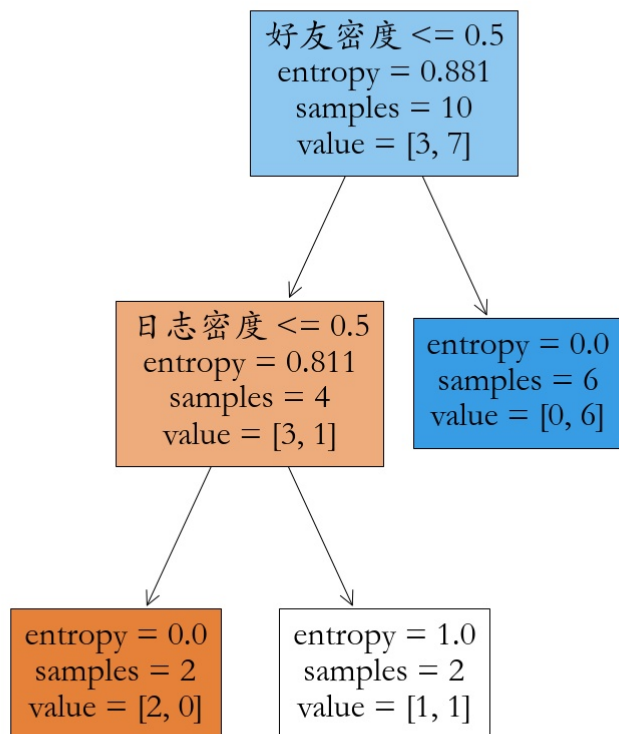 好友密度 <= 0.5
entropy = 0.881
samples = 10
value = [3, 7]
日志密度 <= 0.5
entropy = 0.811
samples = 4
value = [3, 1]
entropy = 0.0
samples = 6
value = [0, 6]
entropy = 0.0
samples = 2
value = [2, 0]
entropy = 1.0
samples = 2
value = [1, 1]